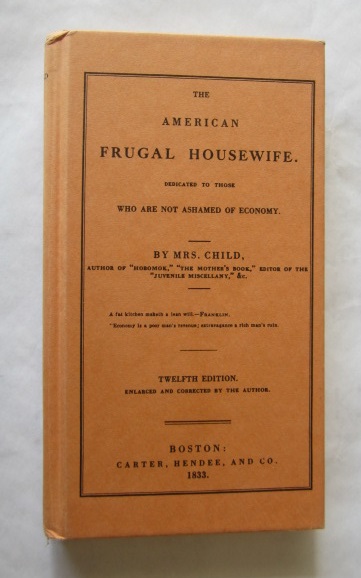 THE
AMERICAN
FRUGAL HOUSEWIFE.
DEDICATED TO THOSE
WHO ARE NOT ASHAMED OF ECONOMY.
BY MRS. CHILD,
AUTHOR OF "HOBOMOK," "THE MOTHER'S BOOK," EDITOR OF THE
"JUVENILE MISCELLANY," &c.
A fat kitchen maketh a lean will.—FRANKLIN.
"Economy is a poor man's revenue; extravagance a rich man's ruin.
TWELFTH EDITION.
ENLARGED AND CORRECTED BY THE AUTHOR.
BOSTON:
CARTER, HENDEE, AND CO.
1833.